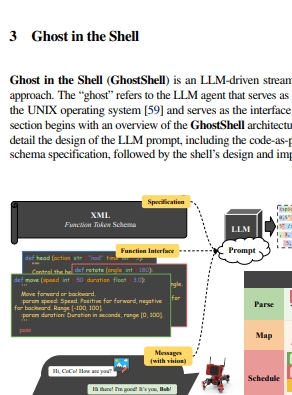 3 Ghost in the Shell
Ghost in the Shell (GhostShell) is an LLM-driven stream
approach. The “ghost” refers to the LLM agent that serves as
the UNIX operating system [59] and serves as the interface
section begins with an overview of the GhostShell architectu
detail the design of the LLM prompt, including the code-as-p
schema specification, followed by the shell's design and imp
Specification
XML
Function Token Schema
LLM
Function Interface
Prompt
def head (action str
Control the he
def rotate (angle int 180):
def move (speed int 50 duration float 3.0):
Move forward or backward.
:param speed: Speed. Positive for forward, negative
for backward. Range [-100, 100].
:param duration: Duration in seconds, range [0, 100].
pass
Parse
Map
Schedule
Messages
(with vision)
Hi, CoCo! How are you?
Hi there! I'm good! It's you, Bob!